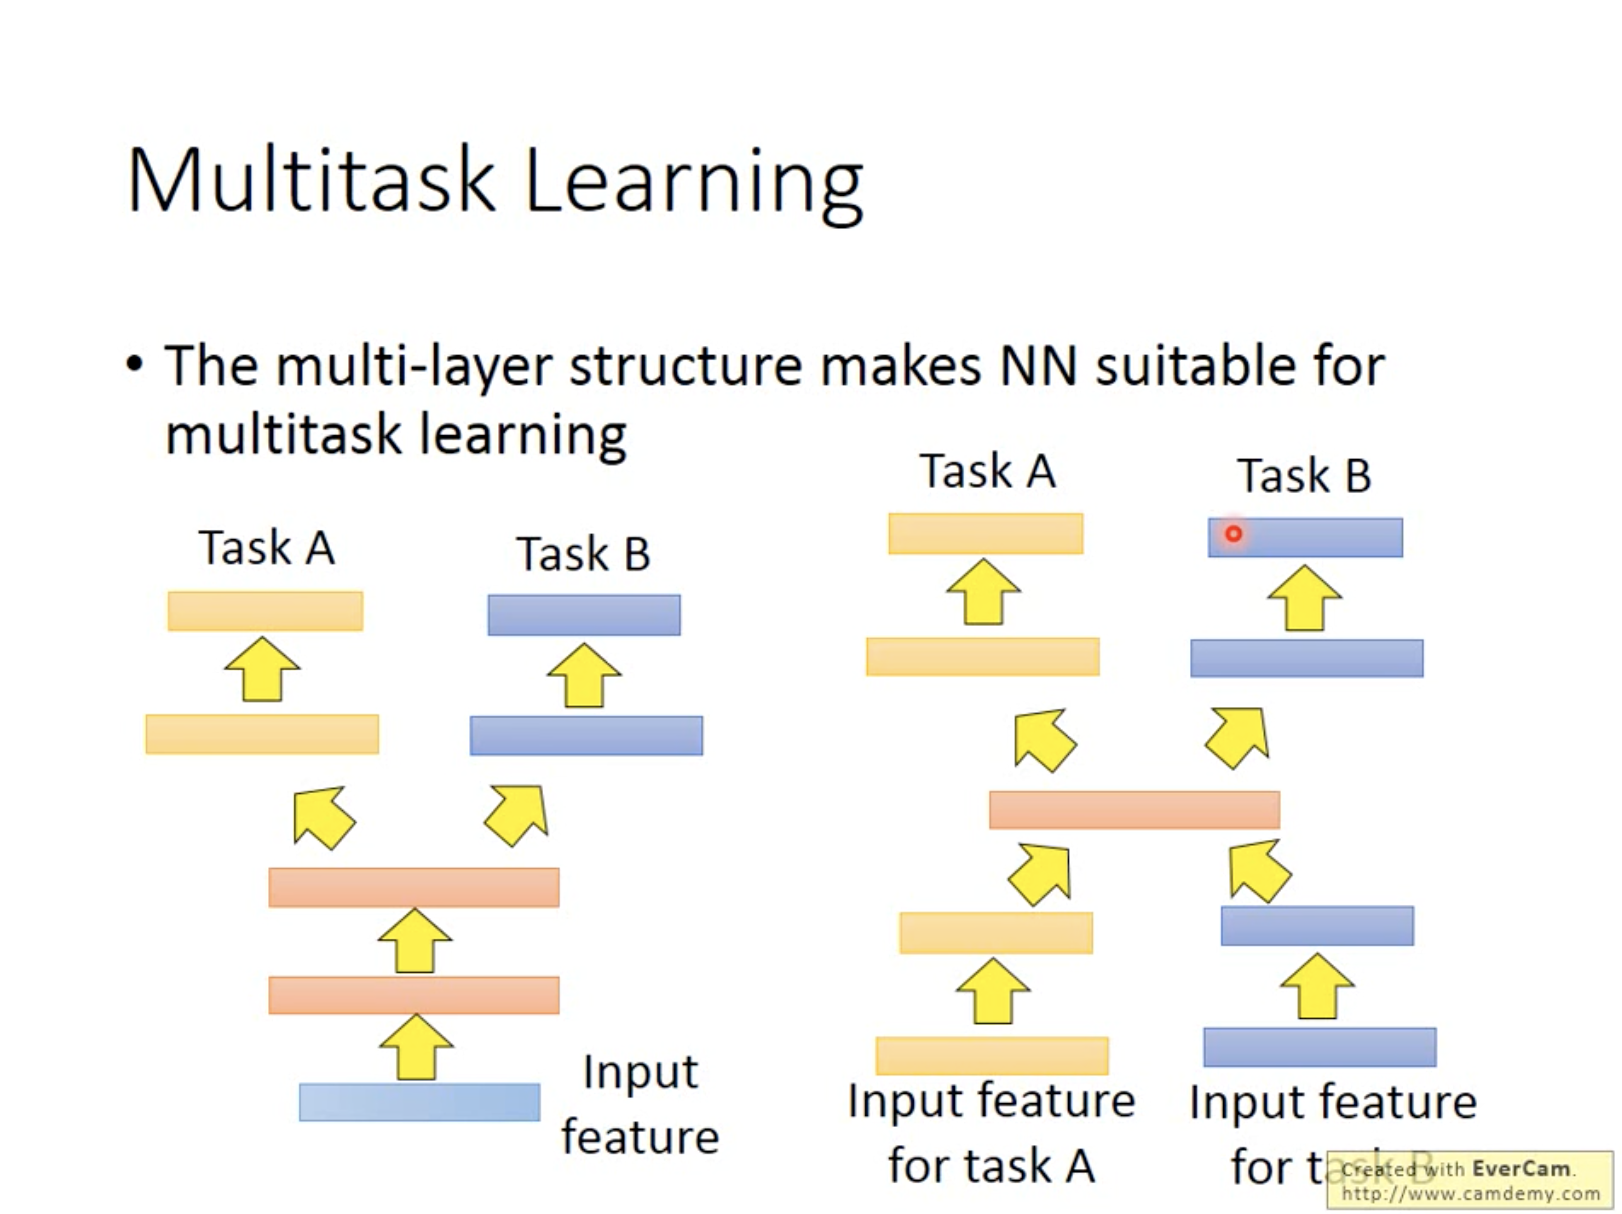 Multitask Learning
• The multi-layer structure makes NN suitable for
multitask learning
Task A
Task B
Input
feature
Task A
Task B
Input feature
for task A
Input feature
for task B
Created with EverCam.
http://www.camdemy.com